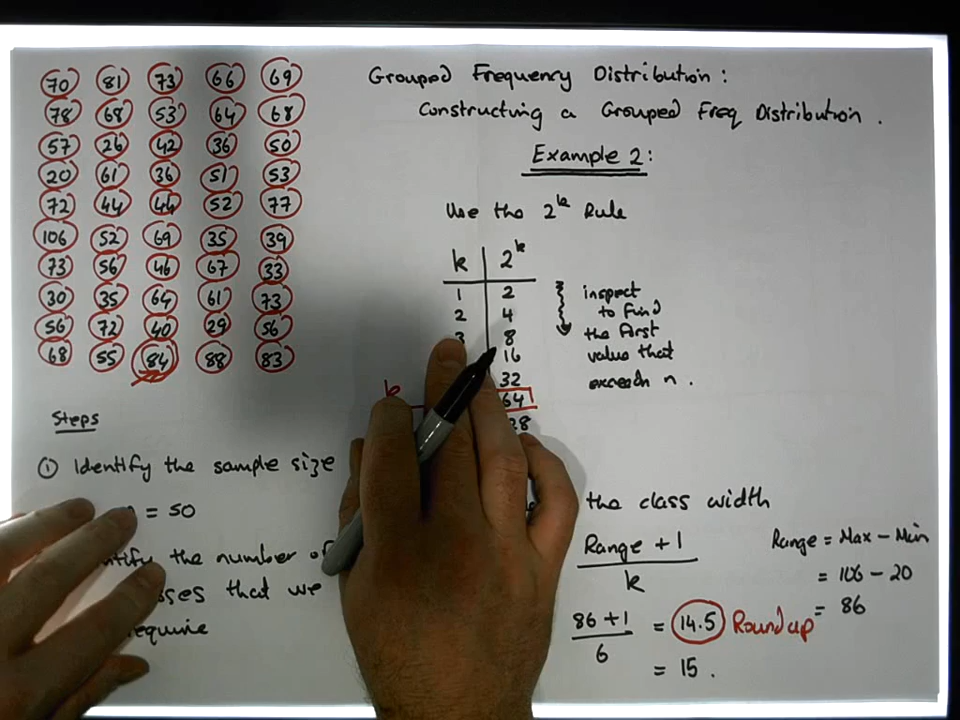 70 81 73 66 69
78 68 53 64 68
57 26 42 36 50
20 61 36 51 53
72 44 44 52 77
106 52 69 35 39
73 56 46 67 33
30 35 64 61 73
56 72 40 29 56
68 55 84 88 83
Grouped Frequency Distribution :
Constructing a Grouped Freq Distribution .
Example 2 :
Use the 2^k Rule
k 2^k
1 2
2 4
3 8
16
32
k 64
28
inspect
to find
the first
value that
exceeds n .
Steps
① Identify the sample size
n = 50
the number of
that we
require
the class width
Range + 1
k
86 + 1
6
= 14.5 Round up
= 15 .
Range = Max - Min
= 106 - 20
= 86